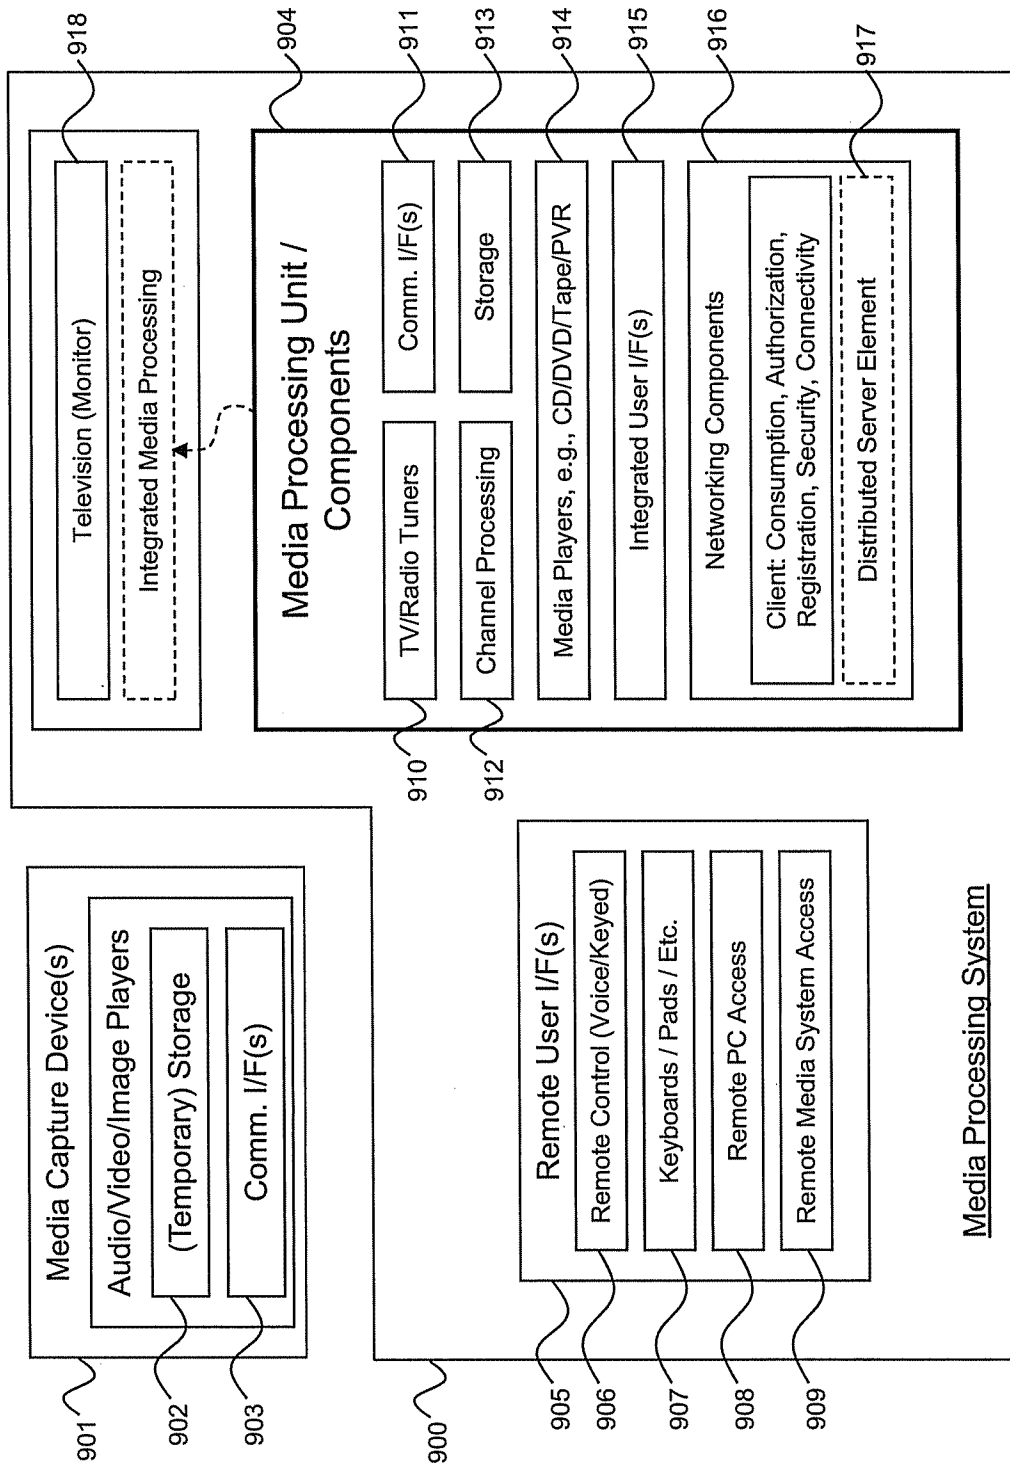 901
902
903
Media Capture Device(s)
Audio/Video/Image Players
(Temporary) Storage
Comm. I/F(s)
918
Television (Monitor)
Integrated Media Processing
904
Media Processing Unit /
Components
910
TV/Radio Tuners
Comm. I/F(s)
911
912
Channel Processing
Storage
913
Media Players, e.g., CD/DVD/Tape/PVR
914
Integrated User I/F(s)
915
Networking Components
916
Client: Consumption, Authorization,
Registration, Security, Connectivity
Distributed Server Element
917
900
905
Remote User I/F(s)
906
Remote Control (Voice/Keyed)
907
Keyboards / Pads / Etc.
908
Remote PC Access
909
Remote Media System Access
Media Processing System